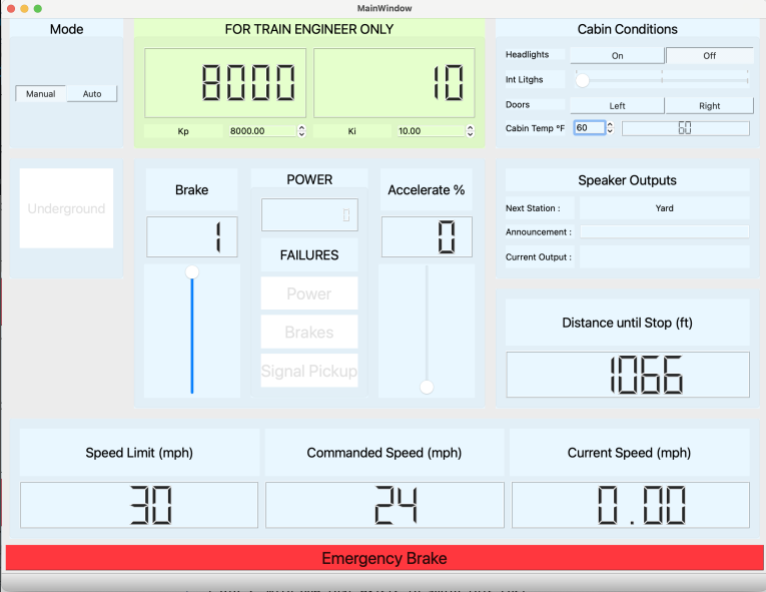 MainWindow
Mode
Manual Auto
FOR TRAIN ENGINEER ONLY
8000 10
Kp 8000.00 Ki 10.00
Cabin Conditions
Headlights On Off
Int Litghs
Doors Left Right
Cabin Temp °F 60 60
Underground
Brake
1
POWER
0
FAILURES
Power
Brakes
Signal Pickup
Accelerate %
0
Speaker Outputs
Next Station : Yard
Announcement :
Current Output :
Distance until Stop (ft)
1066
Speed Limit (mph) Commanded Speed (mph) Current Speed (mph)
30 24 0.00
Emergency Brake